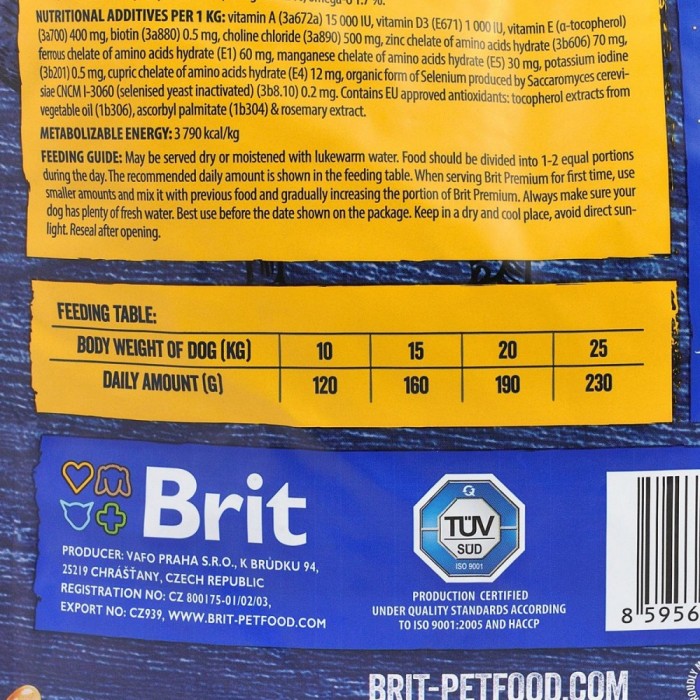 NUTRITIONAL ADDITIVES PER 1 KG: vitamin A (3a672a) 15 000 IU, vitamin D3 (E671) 1 000 IU, vitamin E (α-tocopherol)
(3a700) 400 mg, biotin (3a880) 0.5 mg, choline chloride (3a890) 500 mg, zinc chelate of amino acids hydrate (3b606) 70 mg,
ferrous chelate of amino acids hydrate (E1) 60 mg, manganese chelate of amino acids hydrate (E5) 30 mg, potassium iodine
(3b201) 0.5 mg, cupric chelate of amino acids hydrate (E4) 12 mg, organic form of Selenium produced by Saccaromyces cerevi-
siae CNCM I-3060 (selenised yeast inactivated) (3b8.10) 0.2 mg. Contains EU approved antioxidants: tocopherol extracts from
vegetable oil (1b306), ascorbyl palmitate (1b304) & rosemary extract.
METABOLIZABLE ENERGY: 3 790 kcal/kg
FEEDING GUIDE: May be served dry or moistened with lukewarm water. Food should be divided into 1-2 equal portions
during the day. The recommended daily amount is shown in the feeding table. When serving Brit Premium for first time, use
smaller amounts and mix it with previous food and gradually increasing the portion of Brit Premium. Always make sure your
dog has plenty of fresh water. Best use before the date shown on the package. Keep in a dry and cool place, avoid direct sun-
light. Reseal after opening.
FEEDING TABLE:
BODY WEIGHT OF DOG (KG) 10 15 20 25
DAILY AMOUNT (G) 120 160 190 230
Brit
PRODUCER: VAFO PRAHA S.R.O., K BRŮDKU 94,
25219 CHRÁŠŤANY, CZECH REPUBLIC
REGISTRATION NO: CZ 800175-01/02/03,
EXPORT NO: CZ939, WWW.BRIT-PETFOOD.COM
TÜV
SÜD
ISO 9001
PRODUCTION CERTIFIED
UNDER QUALITY STANDARDS ACCORDING
TO ISO 9001:2005 AND HACCP
8 5956
BRIT-PETFOOD.COM